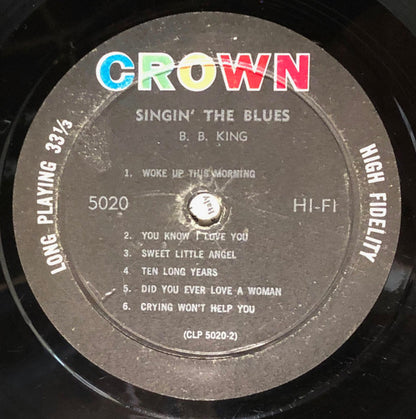 CROWN
SINGIN' THE BLUES
B. B. KING
1. WOKE UP THIS MORNING
5020
HI-FI
2. YOU KNOW I LOVE YOU
3. SWEET LITTLE ANGEL
4. TEN LONG YEARS
5. DID YOU EVER LOVE A WOMAN
6. CRYING WON'T HELP YOU
(CLP 5020-2)
LONG PLAYING 33⅓
HIGH FIDELITY